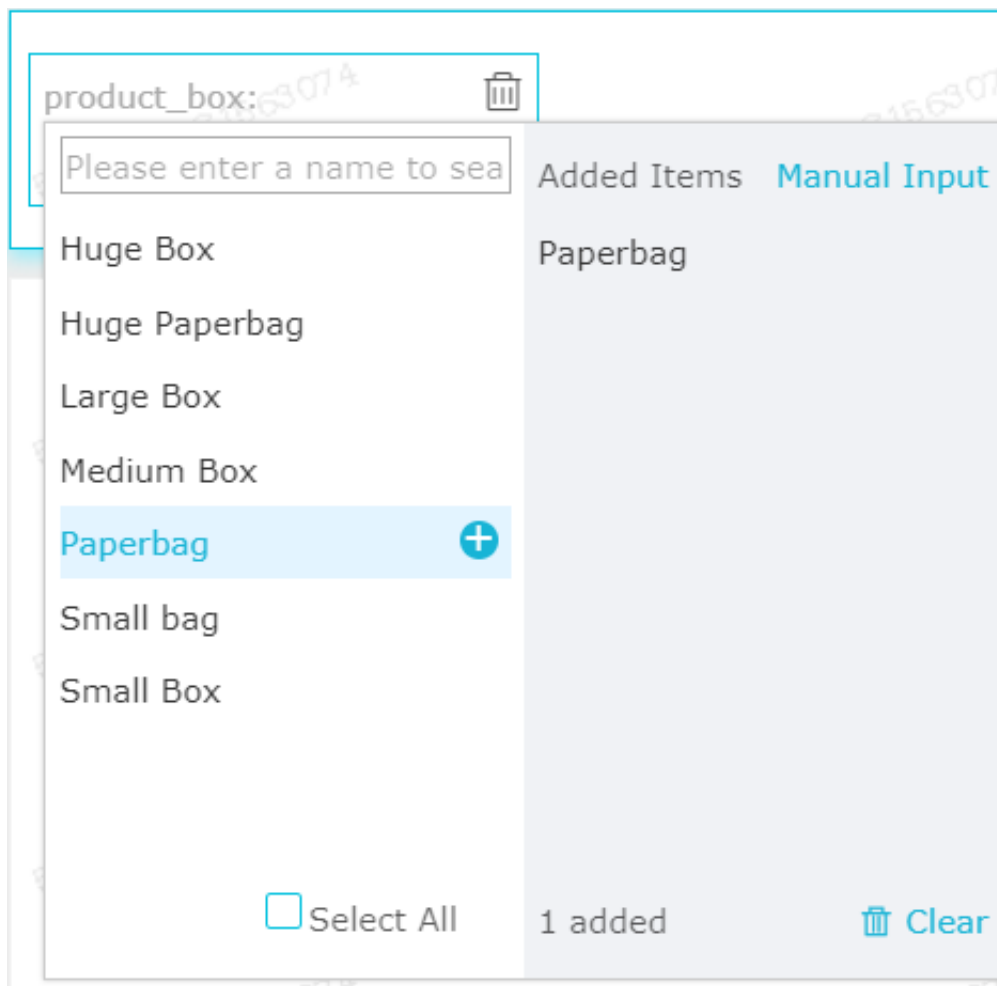 product_box:
Please enter a name to sea
Huge Box
Huge Paperbag
Large Box
Medium Box
Paperbag
Small bag
Small Box
Select All
Added Items Manual Input
Paperbag
1 added Clear